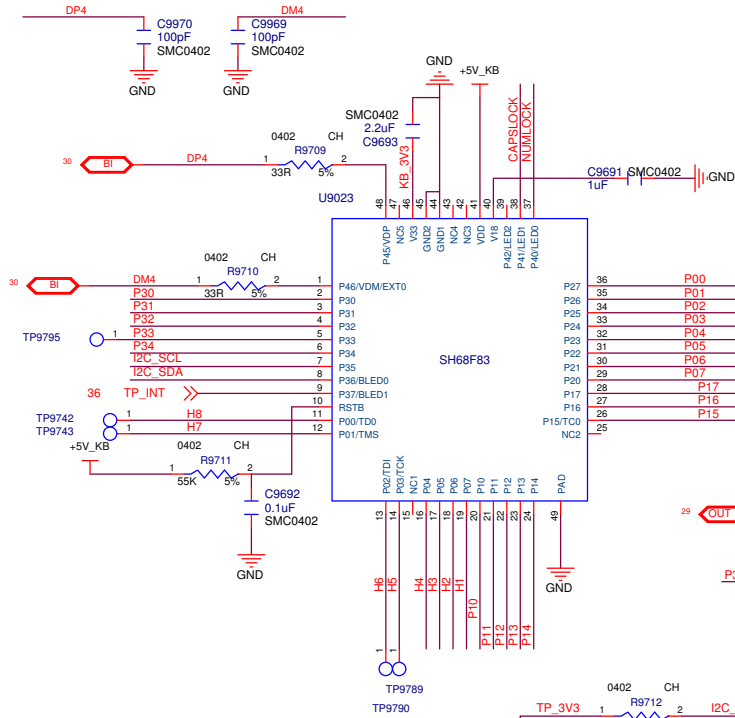 DP4
DM4
C9970
100pF
SMC0402
C9969
100pF
SMC0402
GND
GND
GND
+5V_KB
SMC0402
2.2uF
C9693
KB_3V3
CAPSLOCK
NUMLOCK
C9691
SMC0402
1uF
GND
30
BI
DP4
0402
CH
1
R9709
2
33R
5%
U9023
48
47
46
45
44
43
42
41
40
39
38
37
P45/VDP
NC5
V33
GND2
GND1
NC4
NC3
VDD
V18
P42/LED2
P41/LED1
P40/LED0
30
BI
DM4
0402
CH
1
R9710
2
33R
5%
1
P46/VDM/EXT0
P30
2
P30
P31
3
P31
P32
4
P32
TP9795
1
P33
5
P33
P34
6
P34
I2C_SCL
7
P35
I2C_SDA
8
P36/BLED0
36
TP_INT
9
P37/BLED1
10
RSTB
TP9742
1
H8
11
P00/TD0
TP9743
1
H7
12
P01/TMS
SH68F83
P27
36
P00
P26
35
P01
P25
34
P02
P24
33
P03
P23
32
P04
P22
31
P05
P21
30
P06
P20
29
P07
P17
28
P17
P16
27
P16
P15/TC0
26
P15
NC2
25
+5V_KB
0402
CH
1
R9711
2
55K
5%
C9692
0.1uF
SMC0402
GND
P02/TDI
P03/TCK
NC1
P04
P05
P06
P07
P10
P11
P12
P13
P14
PAD
13
14
15
16
17
18
19
20
21
22
23
24
49
H6
H5
H4
H3
H2
H1
P10
P11
P12
P13
P14
GND
1
1
TP9789
TP9790
29
OUT
P3
0402
CH
TP_3V3
1
R9712
2
I2C_